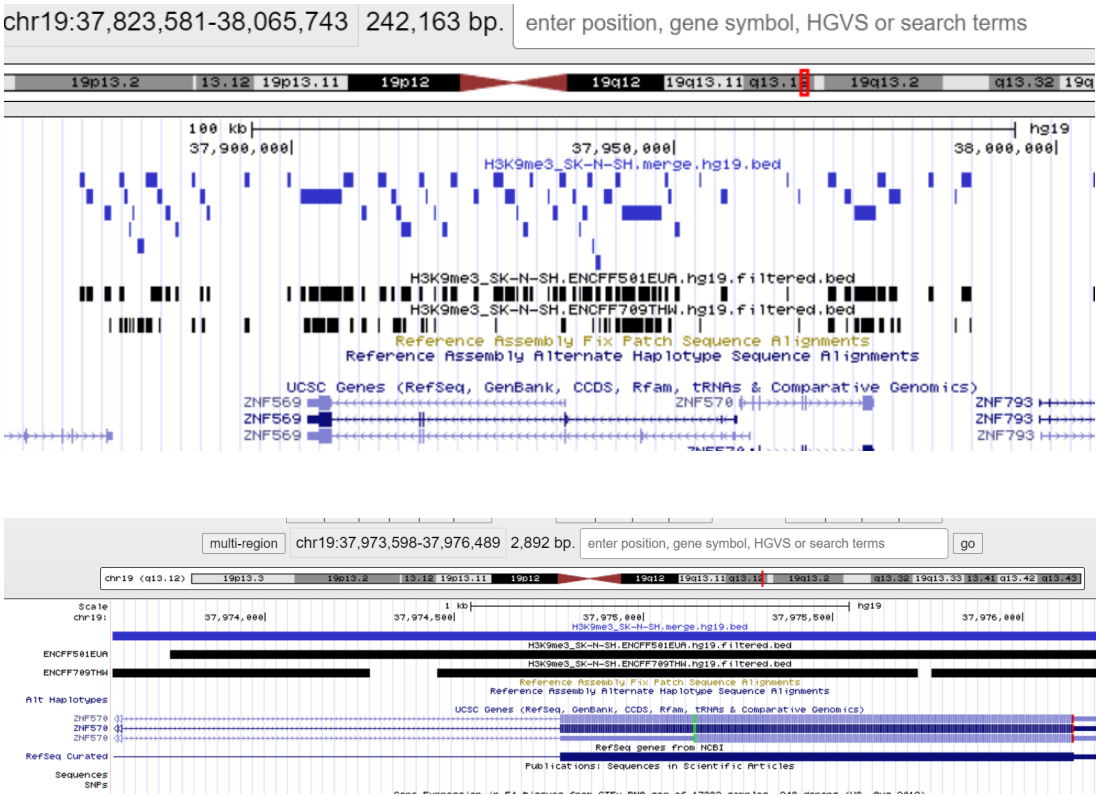 chr19:37,823,581-38,065,743 242,163 bp. enter position, gene symbol, HGVS or search terms
19p13.2 13.12 19p13.11 19p12 19q12 19q13.11 q13.12 19q13.2 q13.32 19q
100 kb hg19
37,900,000| 37,950,000| 38,000,000|
H3K9me3_SK-N-SH.merge.hg19.bed
H3K9me3_SK-N-SH.ENCFF501EUA.hg19.filtered.bed
H3K9me3_SK-N-SH.ENCFF709THW.hg19.filtered.bed
Reference Assembly Fix Patch Sequence Alignments
Reference Assembly Alternate Haplotype Sequence Alignments
UCSC Genes (RefSeq, GenBank, CCDS, Rfam, tRNAs & Comparative Genomics)
ZNF569 ZNF570 ZNF793
ZNF569 ZNF793
ZNF569 ZNF793
ZNF570
multi-region chr19:37,973,598-37,976,489 2,892 bp. enter position, gene symbol, HGVS or search terms go
chr19 (q13.12) 19p13.3 19p13.2 13.12 19p13.11 19p12 19q12 19q13.11 q13.12 19q13.2 q13.32 19q13.33 13.41 q13.42 q13.43
Scale 1 kb hg19
chr19: 37,974,000| 37,974,500| 37,975,000| 37,975,500| 37,976,000|
H3K9me3_SK-N-SH.merge.hg19.bed
H3K9me3_SK-N-SH.ENCFF501EUA.hg19.filtered.bed
ENCFF501EUA
H3K9me3_SK-N-SH.ENCFF709THW.hg19.filtered.bed
ENCFF709THW
Reference Assembly Fix Patch Sequence Alignments
Reference Assembly Alternate Haplotype Sequence Alignments
Alt Haplotypes
UCSC Genes (RefSeq, GenBank, CCDS, Rfam, tRNAs & Comparative Genomics)
ZNF570
ZNF570
ZNF570
RefSeq genes from NCBI
RefSeq Curated
Publications: Sequences in Scientific Articles
Sequences
SNPs